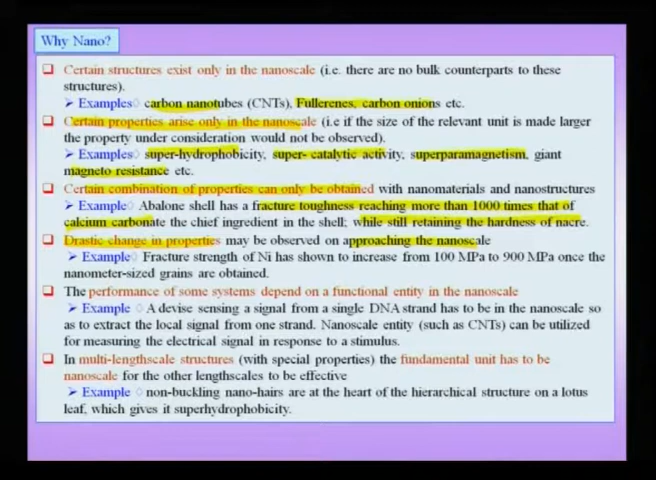 Why Nano?
❑ Certain structures exist only in the nanoscale (i.e. there are no bulk counterparts to these
structures).
➤ Examples◊ carbon nanotubes (CNTs), Fullerenes, carbon onions etc.
❑ Certain properties arise only in the nanoscale (i.e if the size of the relevant unit is made larger
the property under consideration would not be observed).
➤ Examples◊ super-hydrophobicity, super- catalytic activity, superparamagnetism, giant
magneto resistance etc.
❑ Certain combination of properties can only be obtained with nanomaterials and nanostructures
➤ Example◊ Abalone shell has a fracture toughness reaching more than 1000 times that of
calcium carbonate the chief ingredient in the shell; while still retaining the hardness of nacre.
❑ Drastic change in properties may be observed on approaching the nanoscale
➤ Example◊ Fracture strength of Ni has shown to increase from 100 MPa to 900 MPa once the
nanometer-sized grains are obtained.
❑ The performance of some systems depend on a functional entity in the nanoscale
➤ Example ◊ A devise sensing a signal from a single DNA strand has to be in the nanoscale so
as to extract the local signal from one strand. Nanoscale entity (such as CNTs) can be utilized
for measuring the electrical signal in response to a stimulus.
❑ In multi-lengthscale structures (with special properties) the fundamental unit has to be
nanoscale for the other lengthscales to be effective
➤ Example ◊ non-buckling nano-hairs are at the heart of the hierarchical structure on a lotus
leaf, which gives it superhydrophobicity.